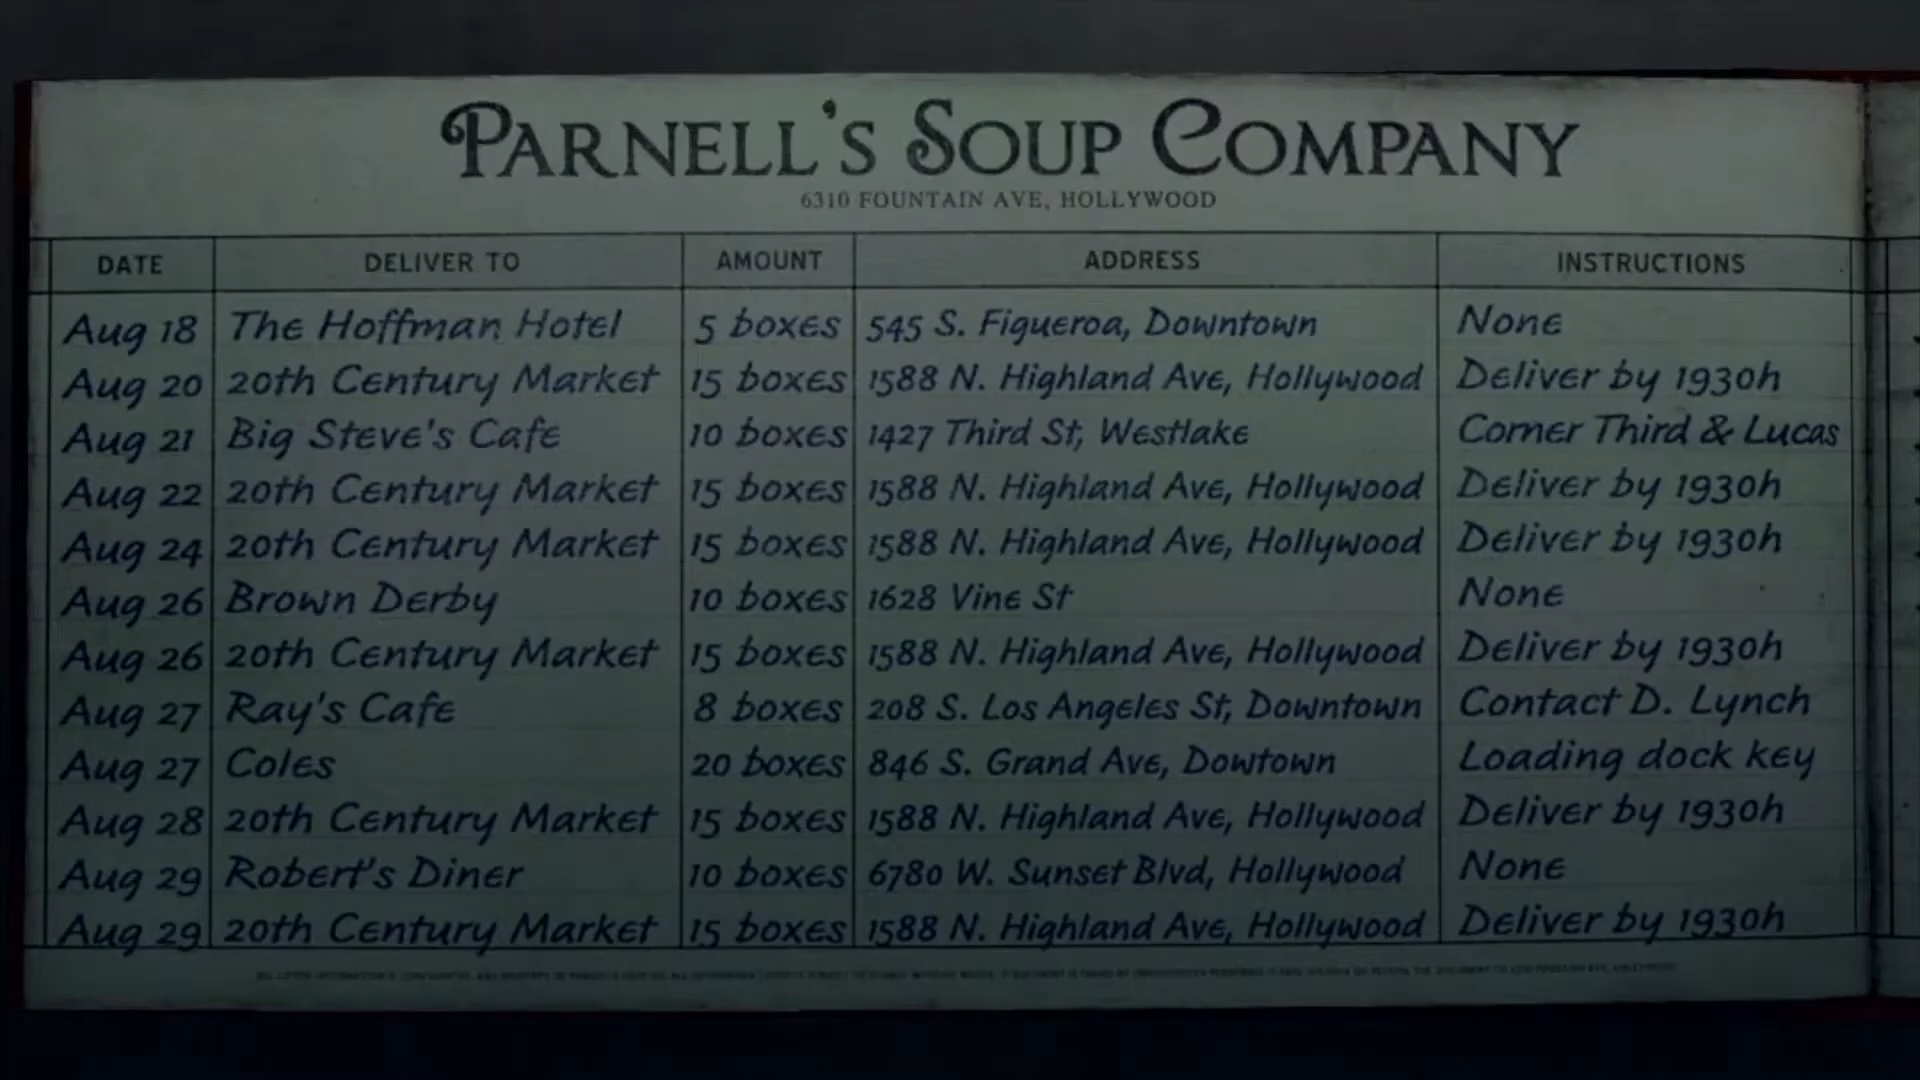 PARNELL'S SOUP COMPANY
6310 FOUNTAIN AVE, HOLLYWOOD
DATE DELIVER TO AMOUNT ADDRESS INSTRUCTIONS
Aug 18 The Hoffman Hotel 5 boxes 545 S. Figueroa, Downtown None
Aug 20 20th Century Market 15 boxes 1588 N. Highland Ave, Hollywood Deliver by 1930h
Aug 21 Big Steve's Cafe 10 boxes 1427 Third St, Westlake Corner Third & Lucas
Aug 22 20th Century Market 15 boxes 1588 N. Highland Ave, Hollywood Deliver by 1930h
Aug 24 20th Century Market 15 boxes 1588 N. Highland Ave, Hollywood Deliver by 1930h
Aug 26 Brown Derby 10 boxes 1628 Vine St None
Aug 26 20th Century Market 15 boxes 1588 N. Highland Ave, Hollywood Deliver by 1930h
Aug 27 Ray's Cafe 8 boxes 208 S. Los Angeles St, Downtown Contact D. Lynch
Aug 27 Coles 20 boxes 846 S. Grand Ave, Dowtown Loading dock key
Aug 28 20th Century Market 15 boxes 1588 N. Highland Ave, Hollywood Deliver by 1930h
Aug 29 Robert's Diner 10 boxes 6780 W. Sunset Blvd, Hollywood None
Aug 29 20th Century Market 15 boxes 1588 N. Highland Ave, Hollywood Deliver by 1930h